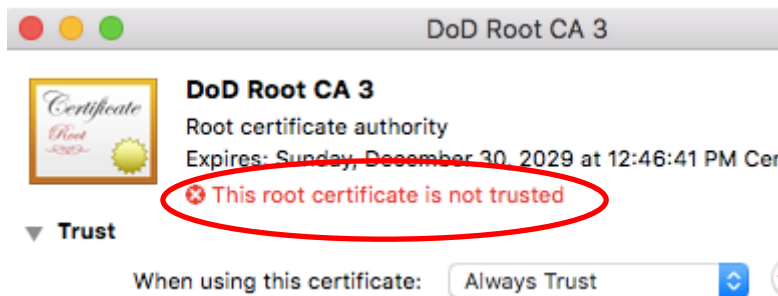 DoD Root CA 3
Certificate
Root
DoD Root CA 3
Root certificate authority
Expires: Sunday, December 30, 2029 at 12:46:41 PM Cer
This root certificate is not trusted
Trust
When using this certificate: Always Trust